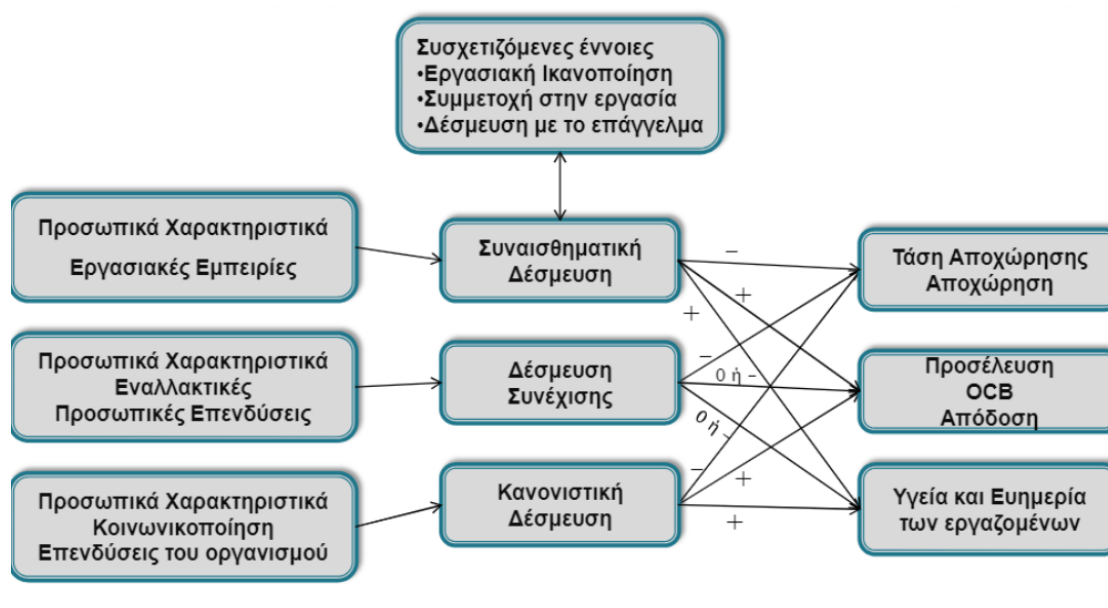 Συσχετιζόμενες έννοιες
•Εργασιακή Ικανοποίηση
•Συμμετοχή στην εργασία
•Δέσμευση με το επάγγελμα
Προσωπικά Χαρακτηριστικά
Εργασιακές Εμπειρίες
Συναισθηματική
Δέσμευση
Τάση Αποχώρησης
Αποχώρηση
Προσωπικά Χαρακτηριστικά
Εναλλακτικές
Προσωπικές Επενδύσεις
Δέσμευση
Συνέχισης
Προσέλευση
OCB
Απόδοση
Προσωπικά Χαρακτηριστικά
Κοινωνικοποίηση
Επενδύσεις του οργανισμού
Κανονιστική
Δέσμευση
Υγεία και Ευημερία
των εργαζομένων
−
+
+
−
0 ή −
0 ή −
−
+
+